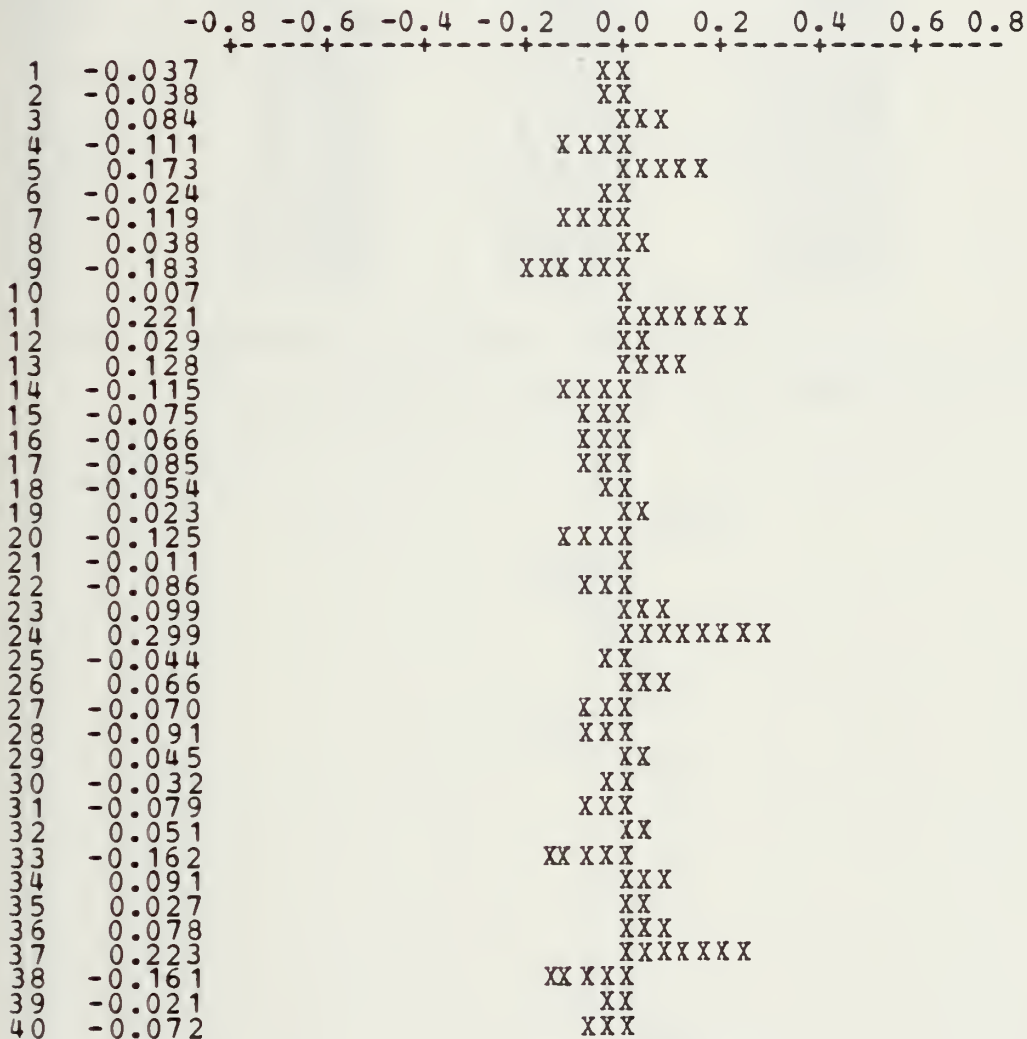 -0.8 -0.6 -0.4 -0.2 0.0 0.2 0.4 0.6 0.8
+----+----+----+----+----+----+----+----+
1 -0.037 XX
2 -0.038 XX
3 0.084 XXX
4 -0.111 XXXX
5 0.173 XXXXX
6 -0.024 XX
7 -0.119 XXXX
8 0.038 XX
9 -0.183 XXXXXX
10 0.007 X
11 0.221 XXXXXXX
12 0.029 XX
13 0.128 XXXX
14 -0.115 XXXX
15 -0.075 XXX
16 -0.066 XXX
17 -0.085 XXX
18 -0.054 XX
19 0.023 XX
20 -0.125 XXXX
21 -0.011 X
22 -0.086 XXX
23 0.099 XXX
24 0.299 XXXXXXXX
25 -0.044 XX
26 0.066 XXX
27 -0.070 XXX
28 -0.091 XXX
29 0.045 XX
30 -0.032 XX
31 -0.079 XXX
32 0.051 XX
33 -0.162 XXXXX
34 0.091 XXX
35 0.027 XX
36 0.078 XXX
37 0.223 XXXXXXX
38 -0.161 XXXXX
39 -0.021 XX
40 -0.072 XXX